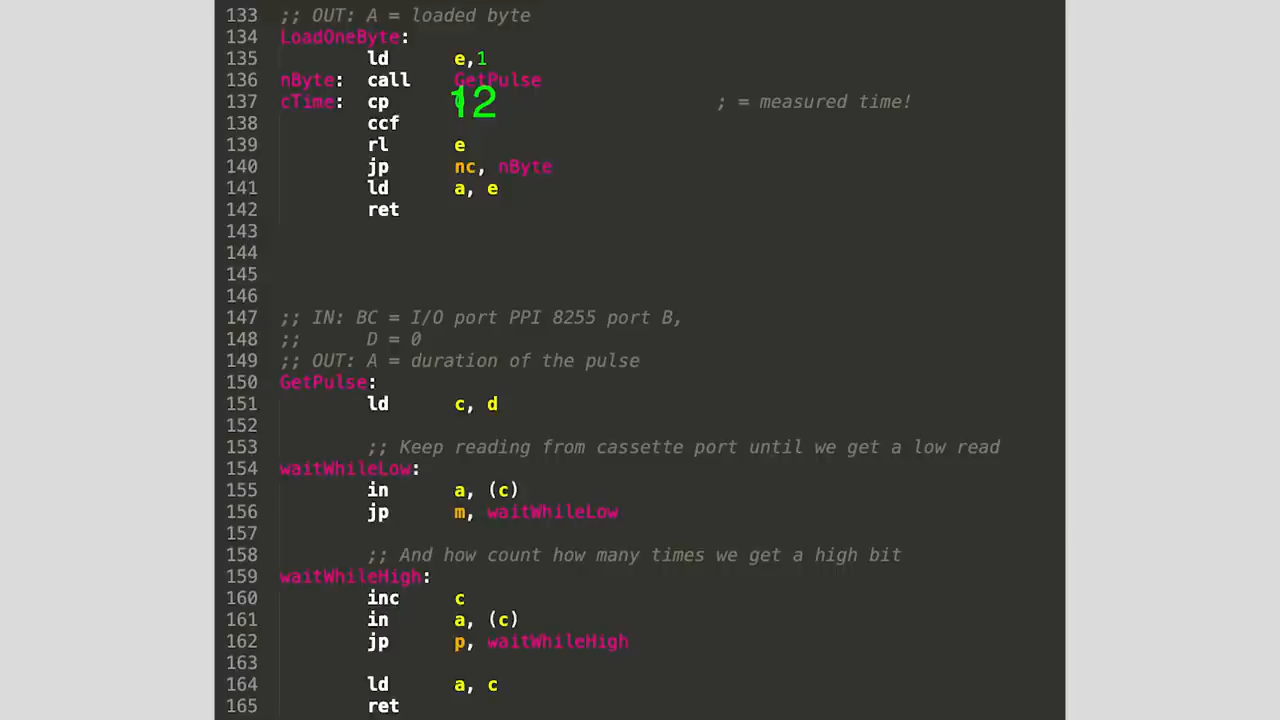 133 ;; OUT: A = loaded byte
134 LoadOneByte:
135 ld e,1
136 nByte: call GetPulse
137 cTime: cp 12 ; = measured time!
138 ccf
139 rl e
140 jp nc, nByte
141 ld a, e
142 ret
143
144
145
146
147 ;; IN: BC = I/O port PPI 8255 port B,
148 ;; D = 0
149 ;; OUT: A = duration of the pulse
150 GetPulse:
151 ld c, d
152
153 ;; Keep reading from cassette port until we get a low read
154 waitWhileLow:
155 in a, (c)
156 jp m, waitWhileLow
157
158 ;; And how count how many times we get a high bit
159 waitWhileHigh:
160 inc c
161 in a, (c)
162 jp p, waitWhileHigh
163
164 ld a, c
165 ret